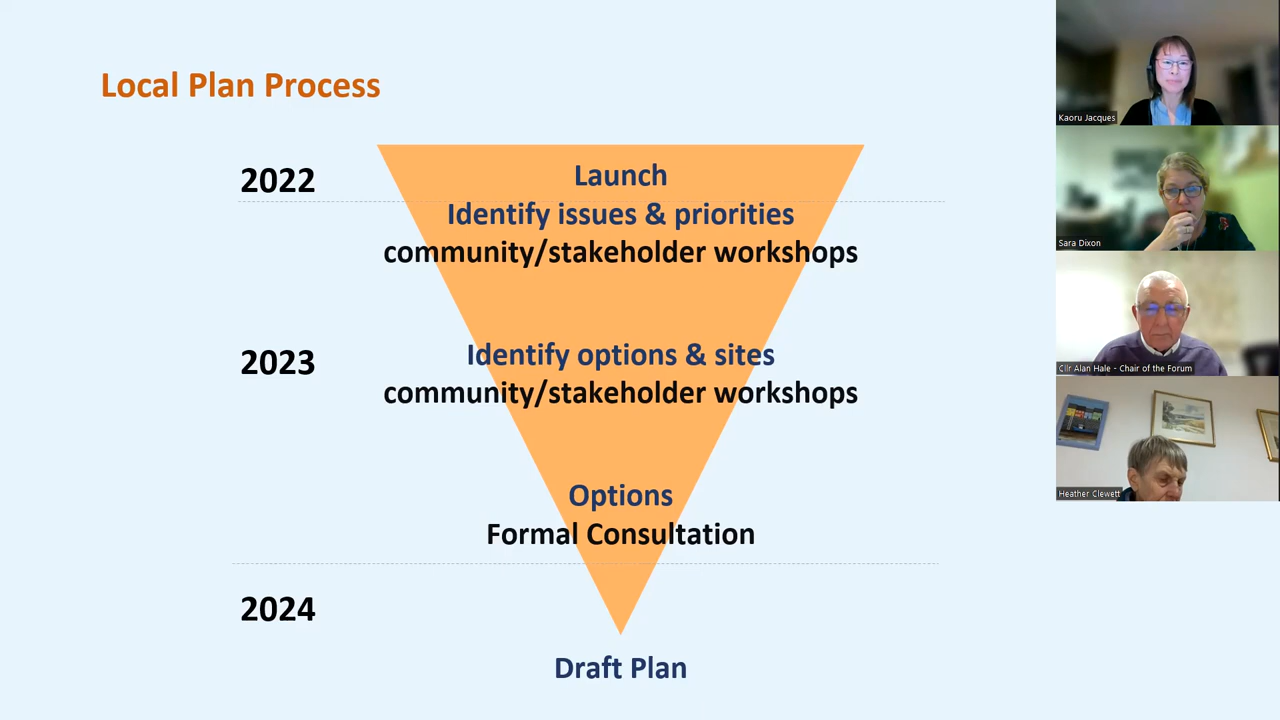 Local Plan Process
2022
Launch
Identify issues & priorities
community/stakeholder workshops
2023
Identify options & sites
community/stakeholder workshops
Options
Formal Consultation
2024
Draft Plan
Kaoru Jacques
Sara Dixon
Cllr Alan Hale - Chair of the Forum
Heather Clewett